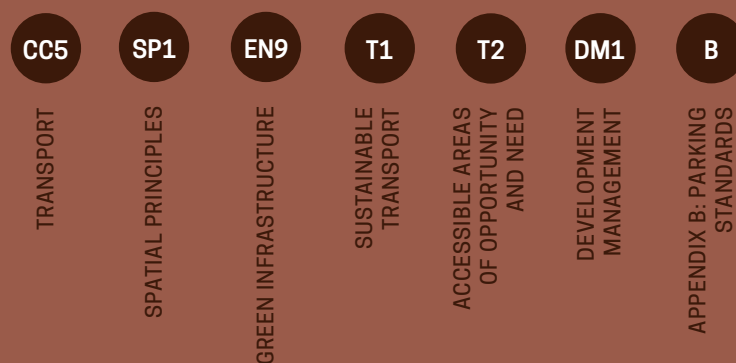 CC5
TRANSPORT
SP1
SPATIAL PRINCIPLES
EN9
GREEN INFRASTRUCTURE
T1
SUSTAINABLE
TRANSPORT
T2
ACCESSIBLE AREAS
OF OPPORTUNITY
AND NEED
DM1
DEVELOPMENT
MANAGEMENT
B
APPENDIX B: PARKING
STANDARDS